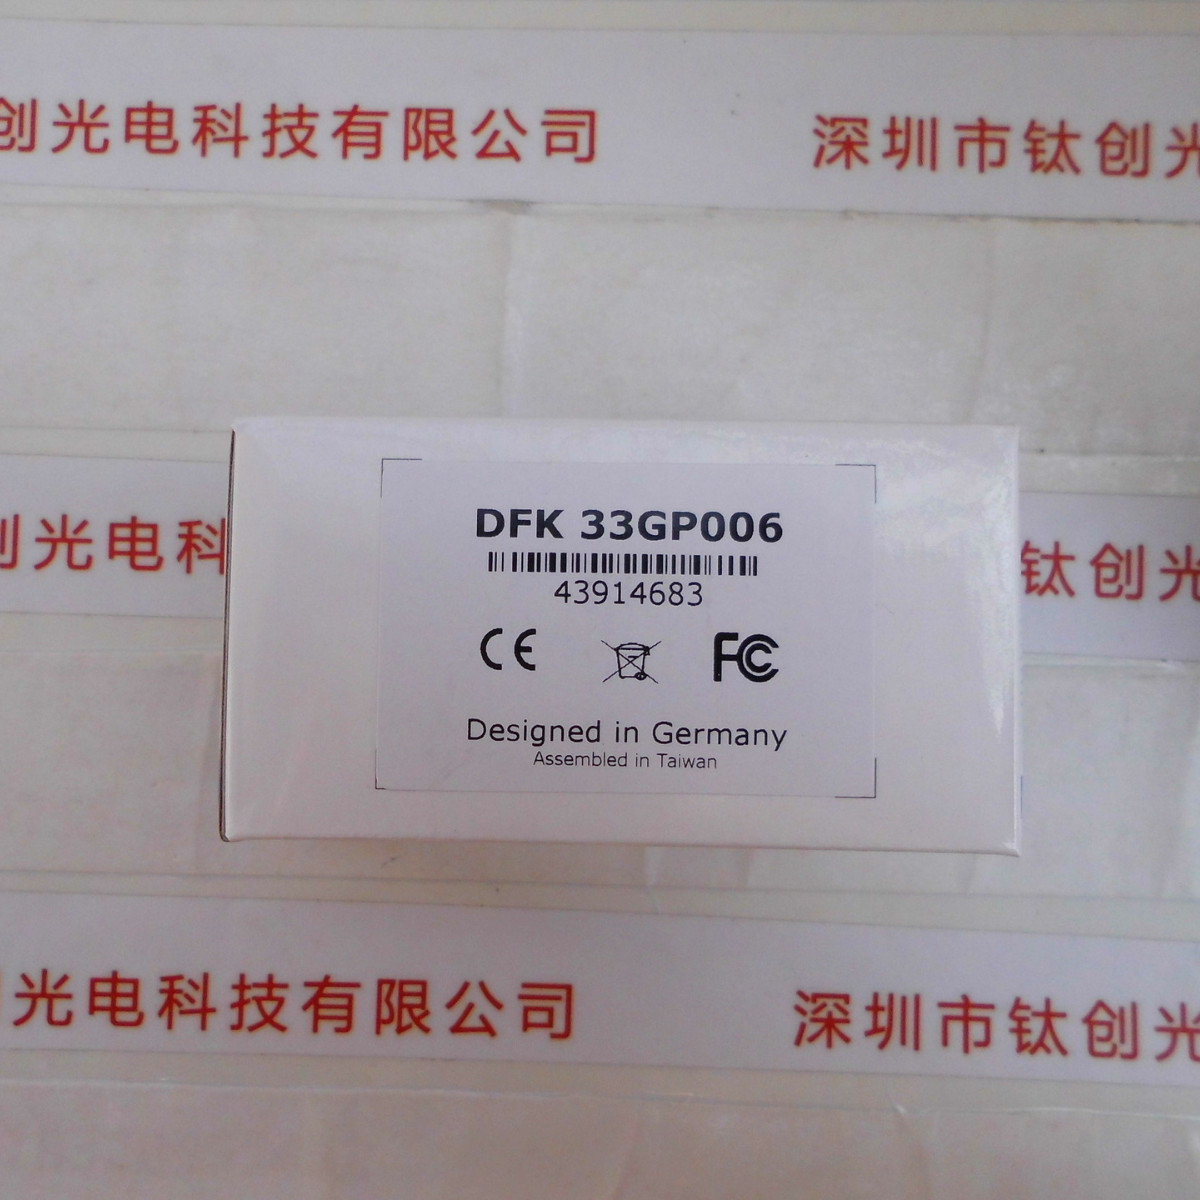 创光电科技有限公司 深圳市钛创光
DFK 33GP006
43914683
CE FC
Designed in Germany
Assembled in Taiwan
创光电科 钛创光
光电科技有限公司 深圳市钛创光